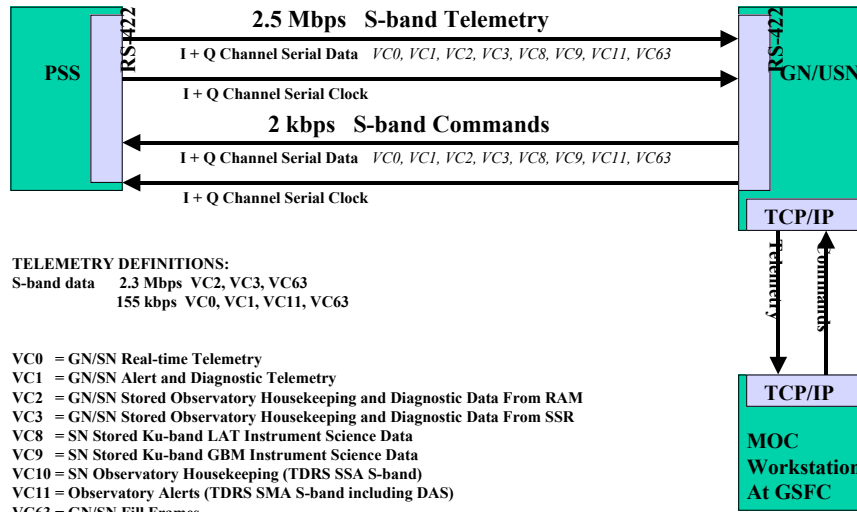 2.5 Mbps S-band Telemetry
RS-422
RS-422
I + Q Channel Serial Data VC0, VC1, VC2, VC3, VC8, VC9, VC11, VC63
PSS
GN/USN
I + Q Channel Serial Clock
2 kbps S-band Commands
I + Q Channel Serial Data VC0, VC1, VC2, VC3, VC8, VC9, VC11, VC63
I + Q Channel Serial Clock
TCP/IP
Telemetry
Commands
TELEMETRY DEFINITIONS:
S-band data 2.3 Mbps VC2, VC3, VC63
155 kbps VC0, VC1, VC11, VC63
VC0 = GN/SN Real-time Telemetry
VC1 = GN/SN Alert and Diagnostic Telemetry
VC2 = GN/SN Stored Observatory Housekeeping and Diagnostic Data From RAM
VC3 = GN/SN Stored Observatory Housekeeping and Diagnostic Data From SSR
VC8 = SN Stored Ku-band LAT Instrument Science Data
VC9 = SN Stored Ku-band GBM Instrument Science Data
VC10 = SN Observatory Housekeeping (TDRS SSA S-band)
VC11 = Observatory Alerts (TDRS SMA S-band including DAS)
VC63 = GN/SN Fill Frames
TCP/IP
MOC
Workstation
At GSFC